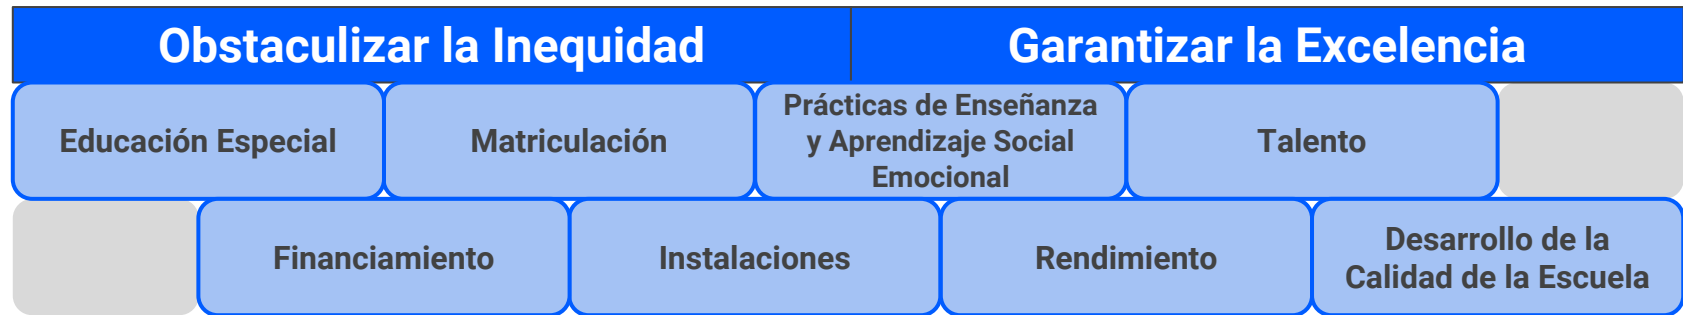 Obstaculizar la Inequidad
Garantizar la Excelencia
Educación Especial
Matriculación
Prácticas de Enseñanza
y Aprendizaje Social
Emocional
Talento
Financiamiento
Instalaciones
Rendimiento
Desarrollo de la
Calidad de la Escuela